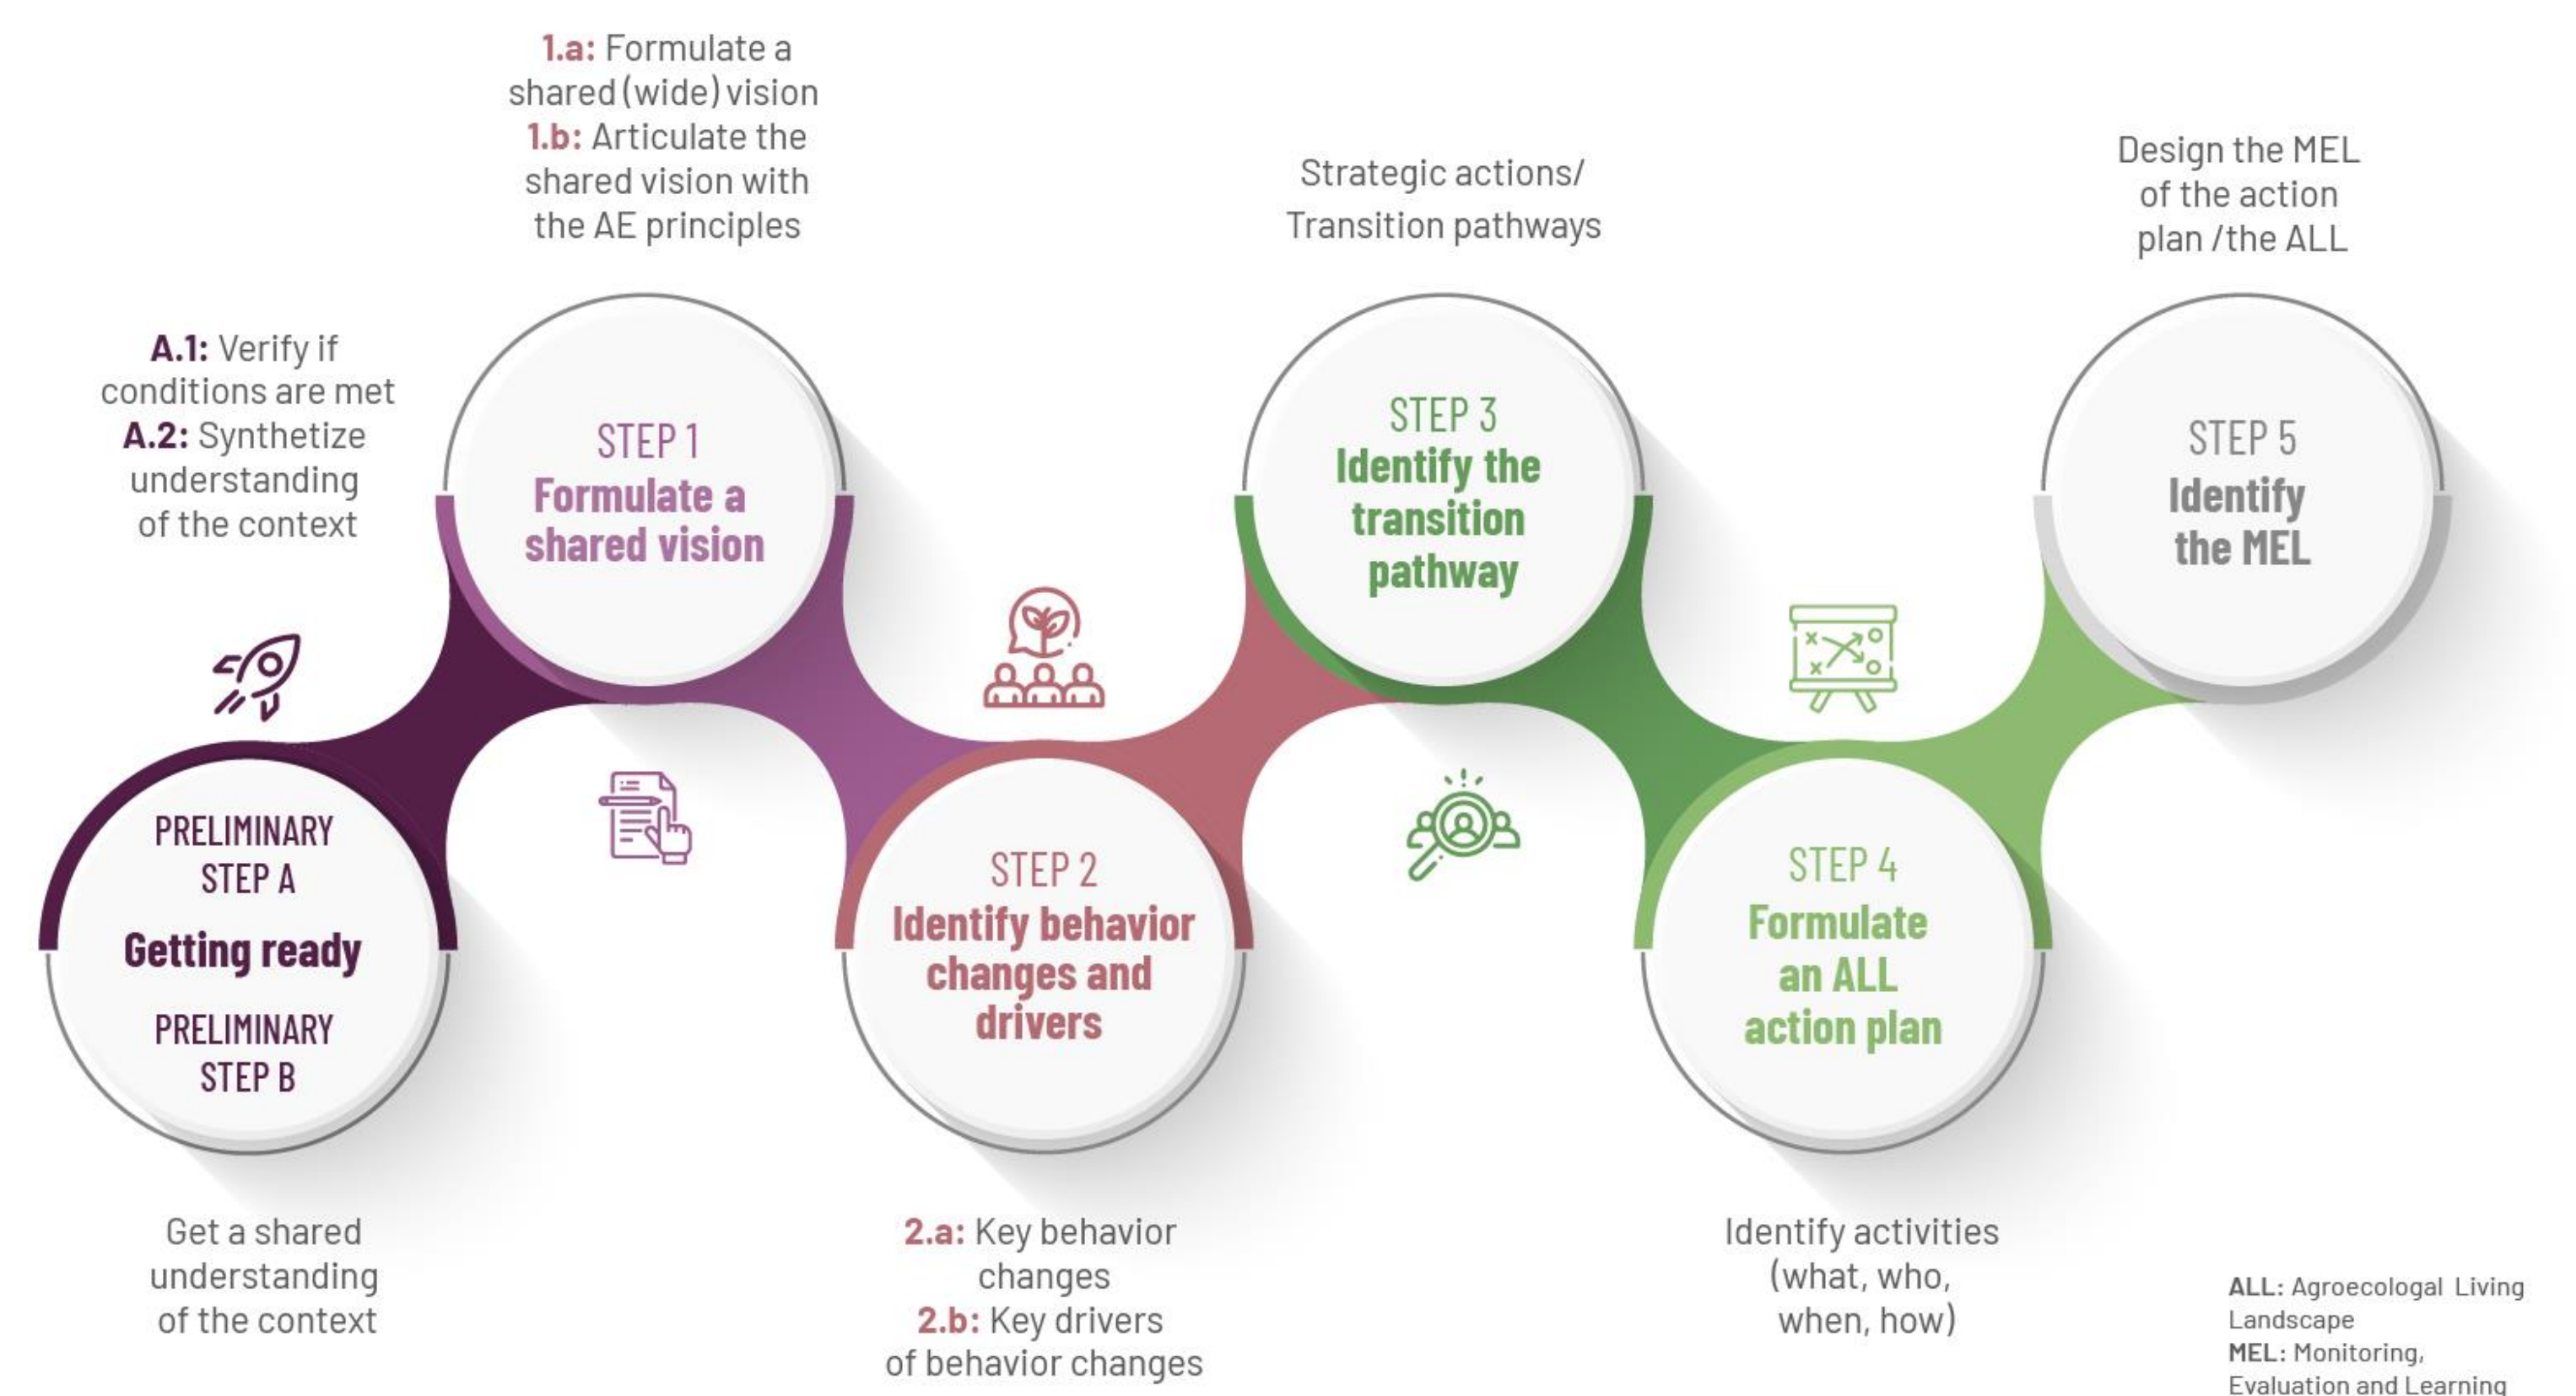 A.1: Verify if
conditions are met
A.2: Synthetize
understanding
of the context
PRELIMINARY
STEP A
Getting ready
PRELIMINARY
STEP B
Get a shared
understanding
of the context
1.a: Formulate a
shared (wide) vision
1.b: Articulate the
shared vision with
the AE principles
STEP 1
Formulate a
shared vision
STEP 2
Identify behavior
changes and
drivers
2.a: Key behavior
changes
2.b: Key drivers
of behavior changes
Strategic actions/
Transition pathways
STEP 3
Identify the
transition
pathway
STEP 4
Formulate
an ALL
action plan
Identify activities
(what, who,
when, how)
Design the MEL
of the action
plan /the ALL
STEP 5
Identify
the MEL
ALL: Agroecologal Living
Landscape
MEL: Monitoring,
Evaluation and Learning